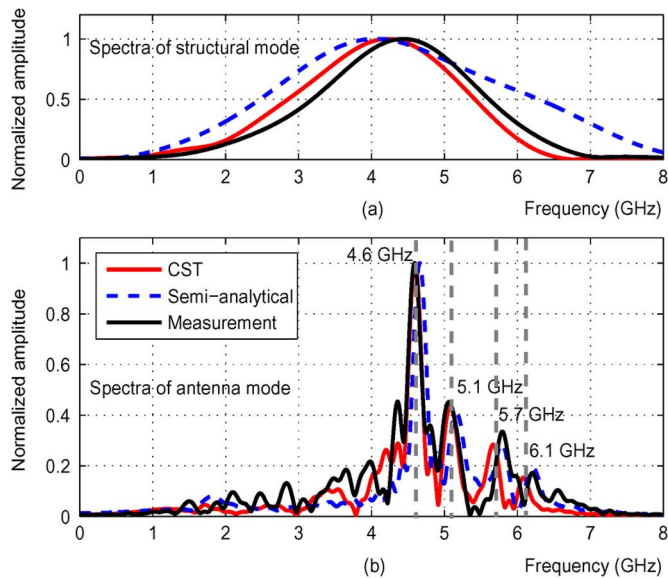 (a)
Normalized amplitude
1
0.5
0
Spectra of structural mode
0 1 2 3 4 5 6 7 8
(a)
Frequency (GHz)
(b)
Normalized amplitude
1
0.8
0.6
0.4
0.2
0
4.6 GHz
CST
Semi-analytical
Measurement
Spectra of antenna mode
5.1 GHz
5.7 GHz
6.1 GHz
0 1 2 3 4 5 6 7 8
(b)
Frequency (GHz)